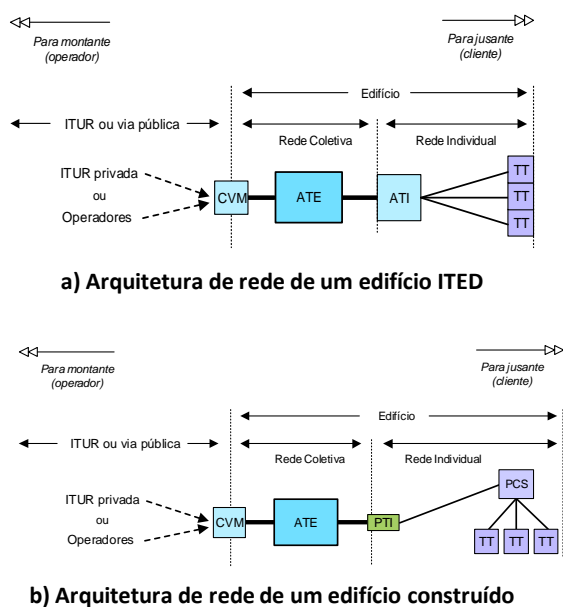 Para montante
(operador)
Para jusante
(cliente)
Edifício
ITUR ou via pública
Rede Coletiva
Rede Individual
ITUR privada
ou
Operadores
CVM
ATE
ATI
TT
TT
TT
a) Arquitetura de rede de um edifício ITED
Para montante
(operador)
Para jusante
(cliente)
Edifício
ITUR ou via pública
Rede Coletiva
Rede Individual
ITUR privada
ou
Operadores
CVM
ATE
PTI
PCS
TT
TT
TT
b) Arquitetura de rede de um edifício construído